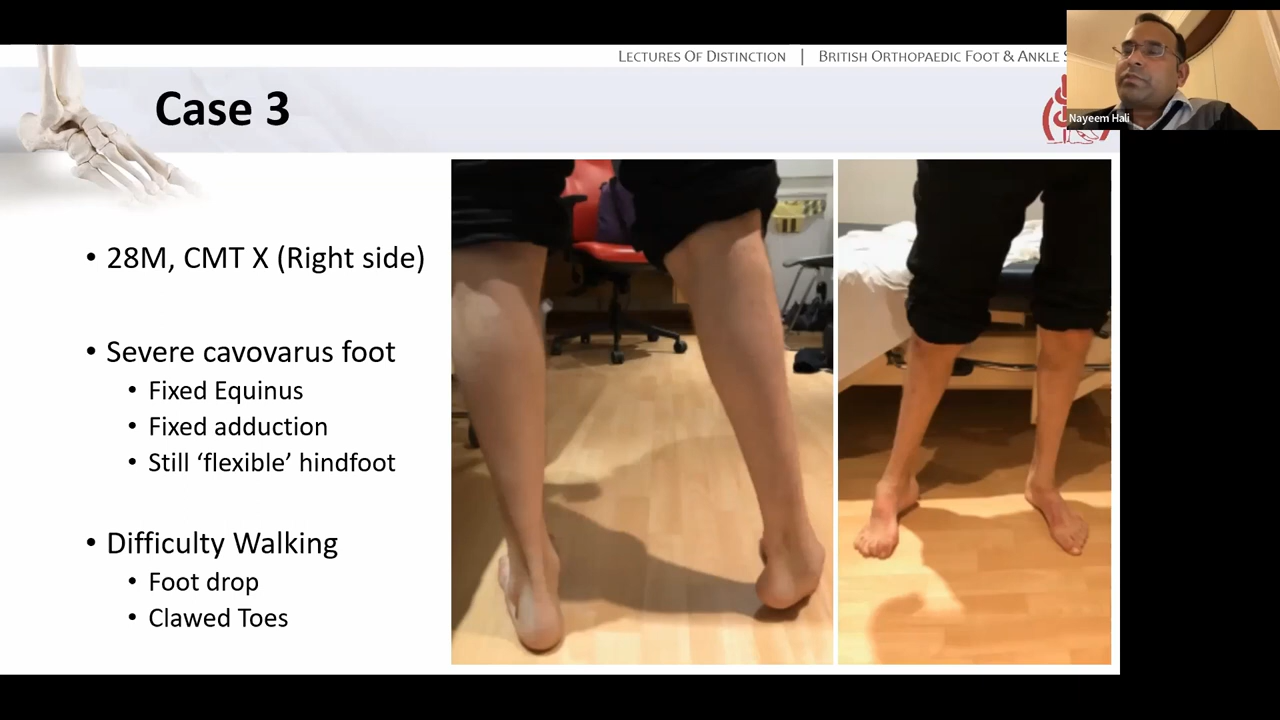 LECTURES OF DISTINCTION | BRITISH ORTHOPAEDIC FOOT & ANKLE
Nayeem Hali
Case 3
• 28M, CMT X (Right side)
• Severe cavovarus foot
• Fixed Equinus
• Fixed adduction
• Still ‘flexible’ hindfoot
• Difficulty Walking
• Foot drop
• Clawed Toes